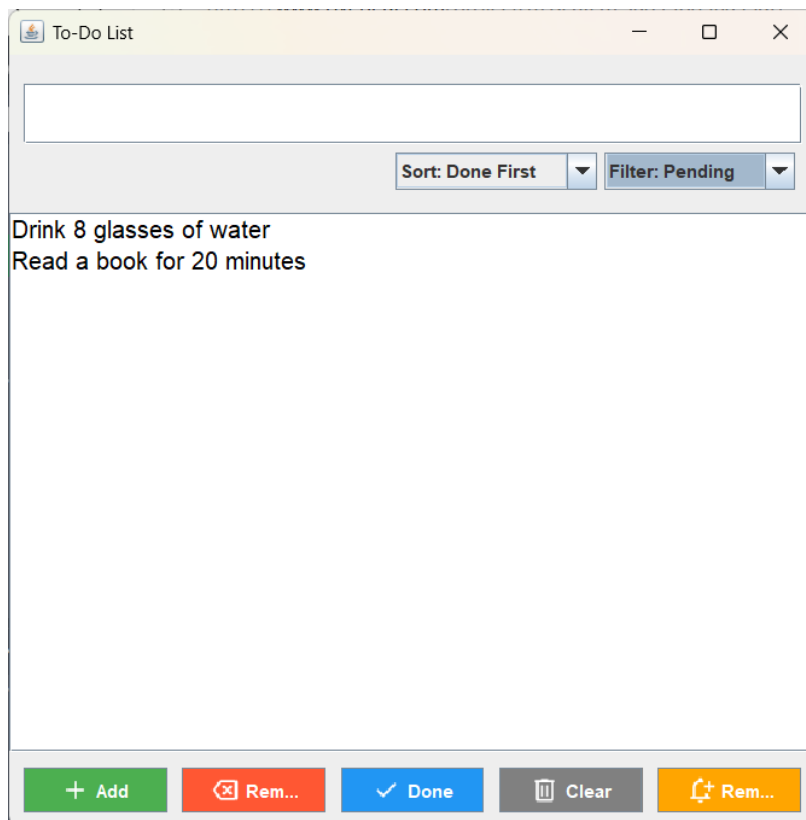 To-Do List
Sort: Done First Filter: Pending
Drink 8 glasses of water
Read a book for 20 minutes
Add Rem... Done Clear Rem...